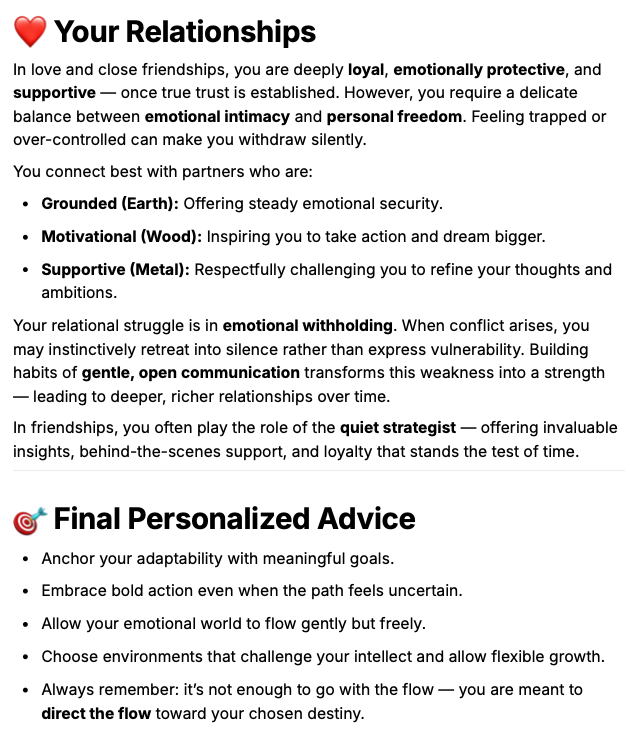 ❤️ Your Relationships
In love and close friendships, you are deeply loyal, emotionally protective, and
supportive — once true trust is established. However, you require a delicate
balance between emotional intimacy and personal freedom. Feeling trapped or
over-controlled can make you withdraw silently.
You connect best with partners who are:
• Grounded (Earth): Offering steady emotional security.
• Motivational (Wood): Inspiring you to take action and dream bigger.
• Supportive (Metal): Respectfully challenging you to refine your thoughts and
ambitions.
Your relational struggle is in emotional withholding. When conflict arises, you
may instinctively retreat into silence rather than express vulnerability. Building
habits of gentle, open communication transforms this weakness into a strength
— leading to deeper, richer relationships over time.
In friendships, you often play the role of the quiet strategist — offering invaluable
insights, behind-the-scenes support, and loyalty that stands the test of time.
🎯 Final Personalized Advice
• Anchor your adaptability with meaningful goals.
• Embrace bold action even when the path feels uncertain.
• Allow your emotional world to flow gently but freely.
• Choose environments that challenge your intellect and allow flexible growth.
• Always remember: it’s not enough to go with the flow — you are meant to
direct the flow toward your chosen destiny.